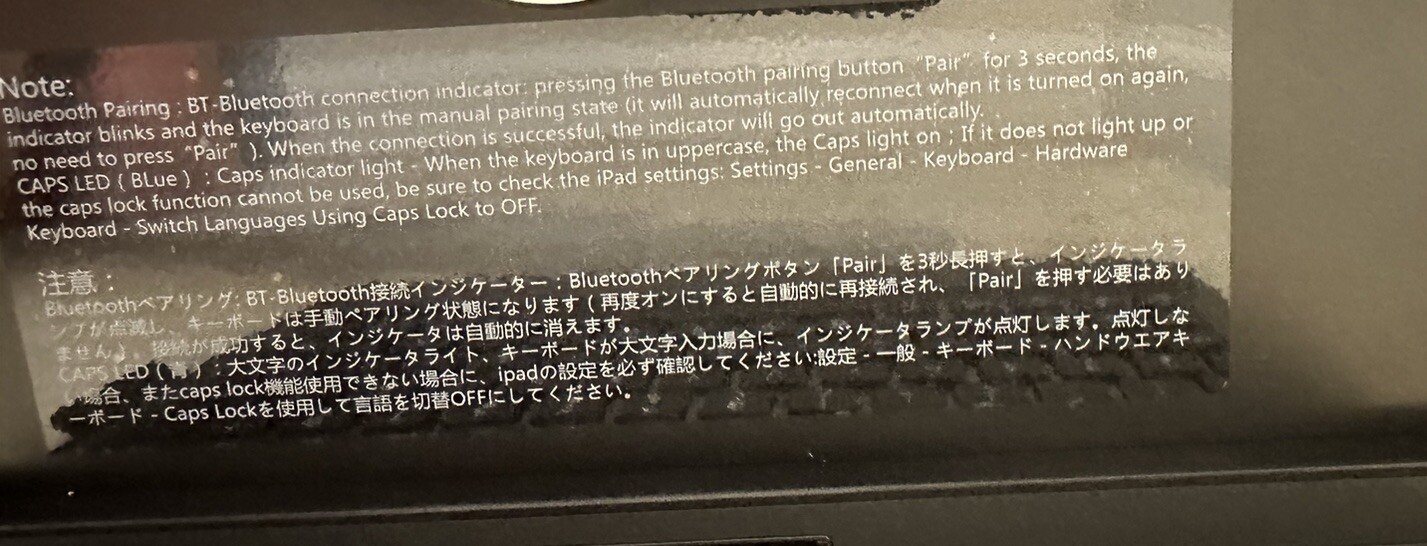 Note:
Bluetooth Pairing : BT-Bluetooth connection indicator: pressing the Bluetooth pairing button “Pair” for 3 seconds, the
indicator blinks and the keyboard is in the manual pairing state (it will automatically reconnect when it is turned on again,
no need to press “Pair” ). When the connection is successful, the indicator will go out automatically.
CAPS LED ( BLue ) : Caps indicator light - When the keyboard is in uppercase, the Caps light on ; If it does not light up or
the caps lock function cannot be used, be sure to check the iPad settings: Settings - General - Keyboard - Hardware
Keyboard - Switch Languages Using Caps Lock to OFF.
注意：
Bluetoothペアリング: BT-Bluetooth接続インジケーター：Bluetoothペアリングボタン「Pair」を3秒長押すと、インジケータラ
ンプが点滅し、キーボードは手動ペアリング状態になります ( 再度オンにすると自動的に再接続され、「Pair」を押す必要はあり
ません)。接続が成功すると、インジケータは自動的に消えます。
CAPS LED ( 青 ) : 大文字のインジケータライト、キーボードが大文字入力場合に、インジケータランプが点灯します。点灯しな
い場合、またcaps lock機能使用できない場合に、ipadの設定を必ず確認してください:設定 - 一般 - キーボード - ハンドウエアキ
ーボード - Caps Lockを使用して言語を切替OFFにしてください。